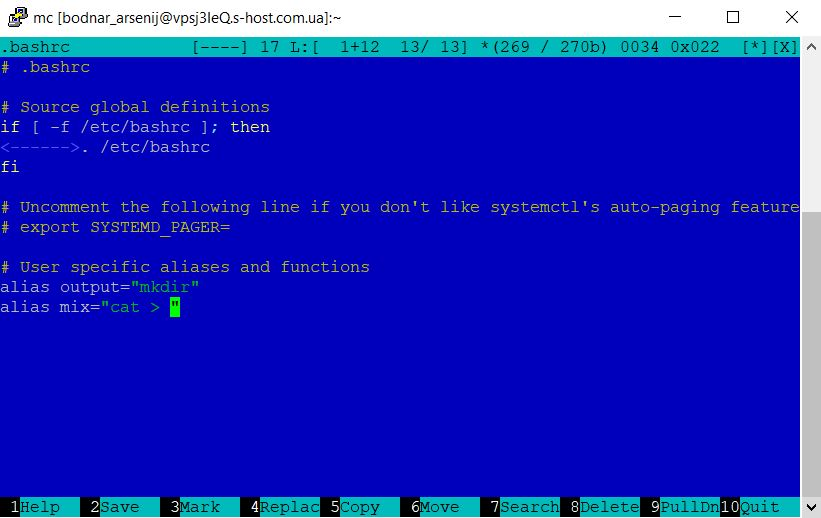 mc [bodnar_arsenij@vpsj3leQ.s-host.com.ua]:~
.bashrc [----] 17 L:[ 1+12 13/ 13] *(269 / 270b) 0034 0x022 [*][X]
# .bashrc
# Source global definitions
if [ -f /etc/bashrc ]; then
<------>. /etc/bashrc
fi
# Uncomment the following line if you don't like systemctl's auto-paging feature
# export SYSTEMD_PAGER=
# User specific aliases and functions
alias output="mkdir"
alias mix="cat > "
1Help 2Save 3Mark 4Replac 5Copy 6Move 7Search 8Delete 9PullDn 10Quit